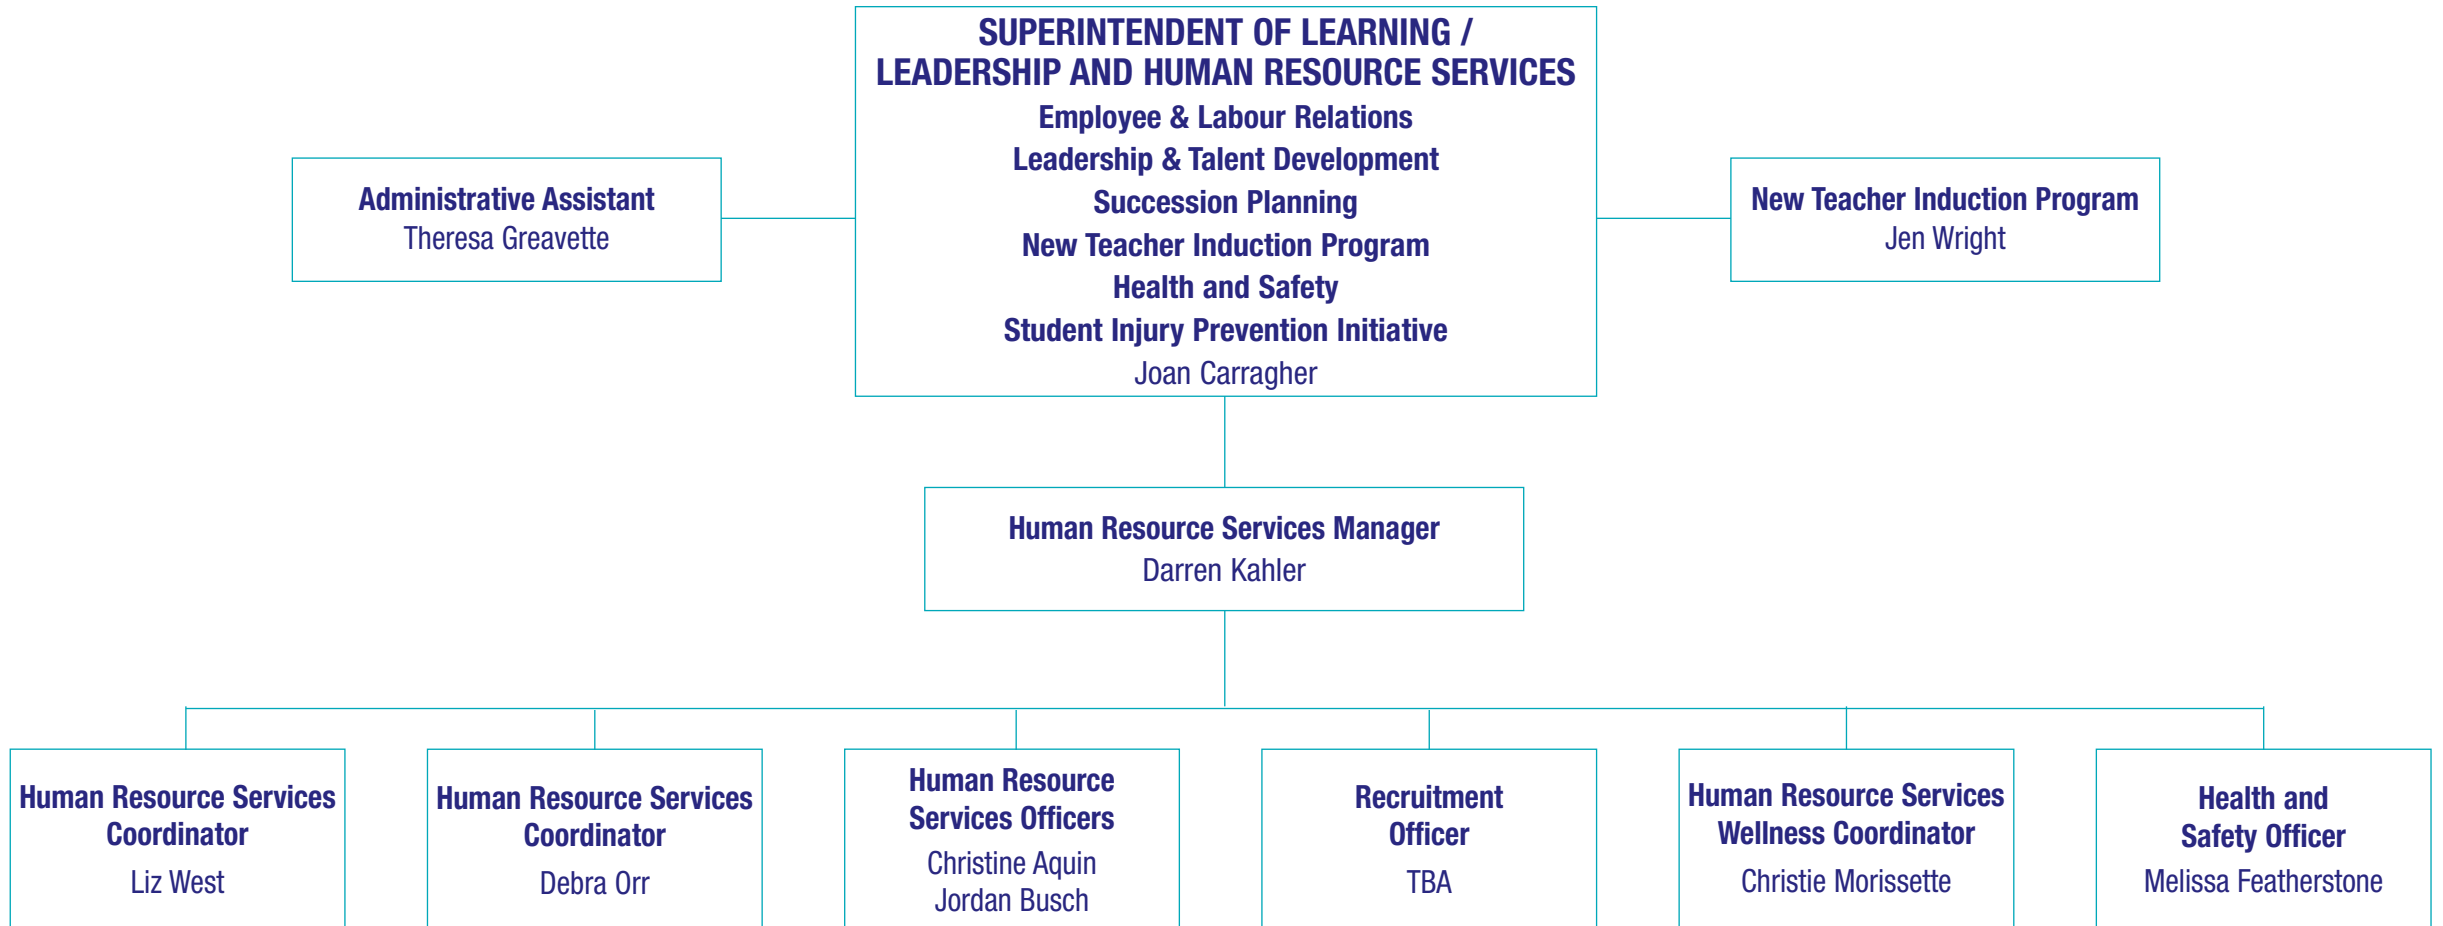 SUPERINTENDENT OF LEARNING /
LEADERSHIP AND HUMAN RESOURCE SERVICES
Employee & Labour Relations
Leadership & Talent Development
Succession Planning
New Teacher Induction Program
Health and Safety
Student Injury Prevention Initiative
Joan Carragher
Administrative Assistant
Theresa Greavette
New Teacher Induction Program
Jen Wright
Human Resource Services Manager
Darren Kahler
Human Resource Services
Coordinator
Liz West
Human Resource Services
Coordinator
Debra Orr
Human Resource
Services Officers
Christine Aquin
Jordan Busch
Recruitment
Officer
TBA
Human Resource Services
Wellness Coordinator
Christie Morissette
Health and
Safety Officer
Melissa Featherstone